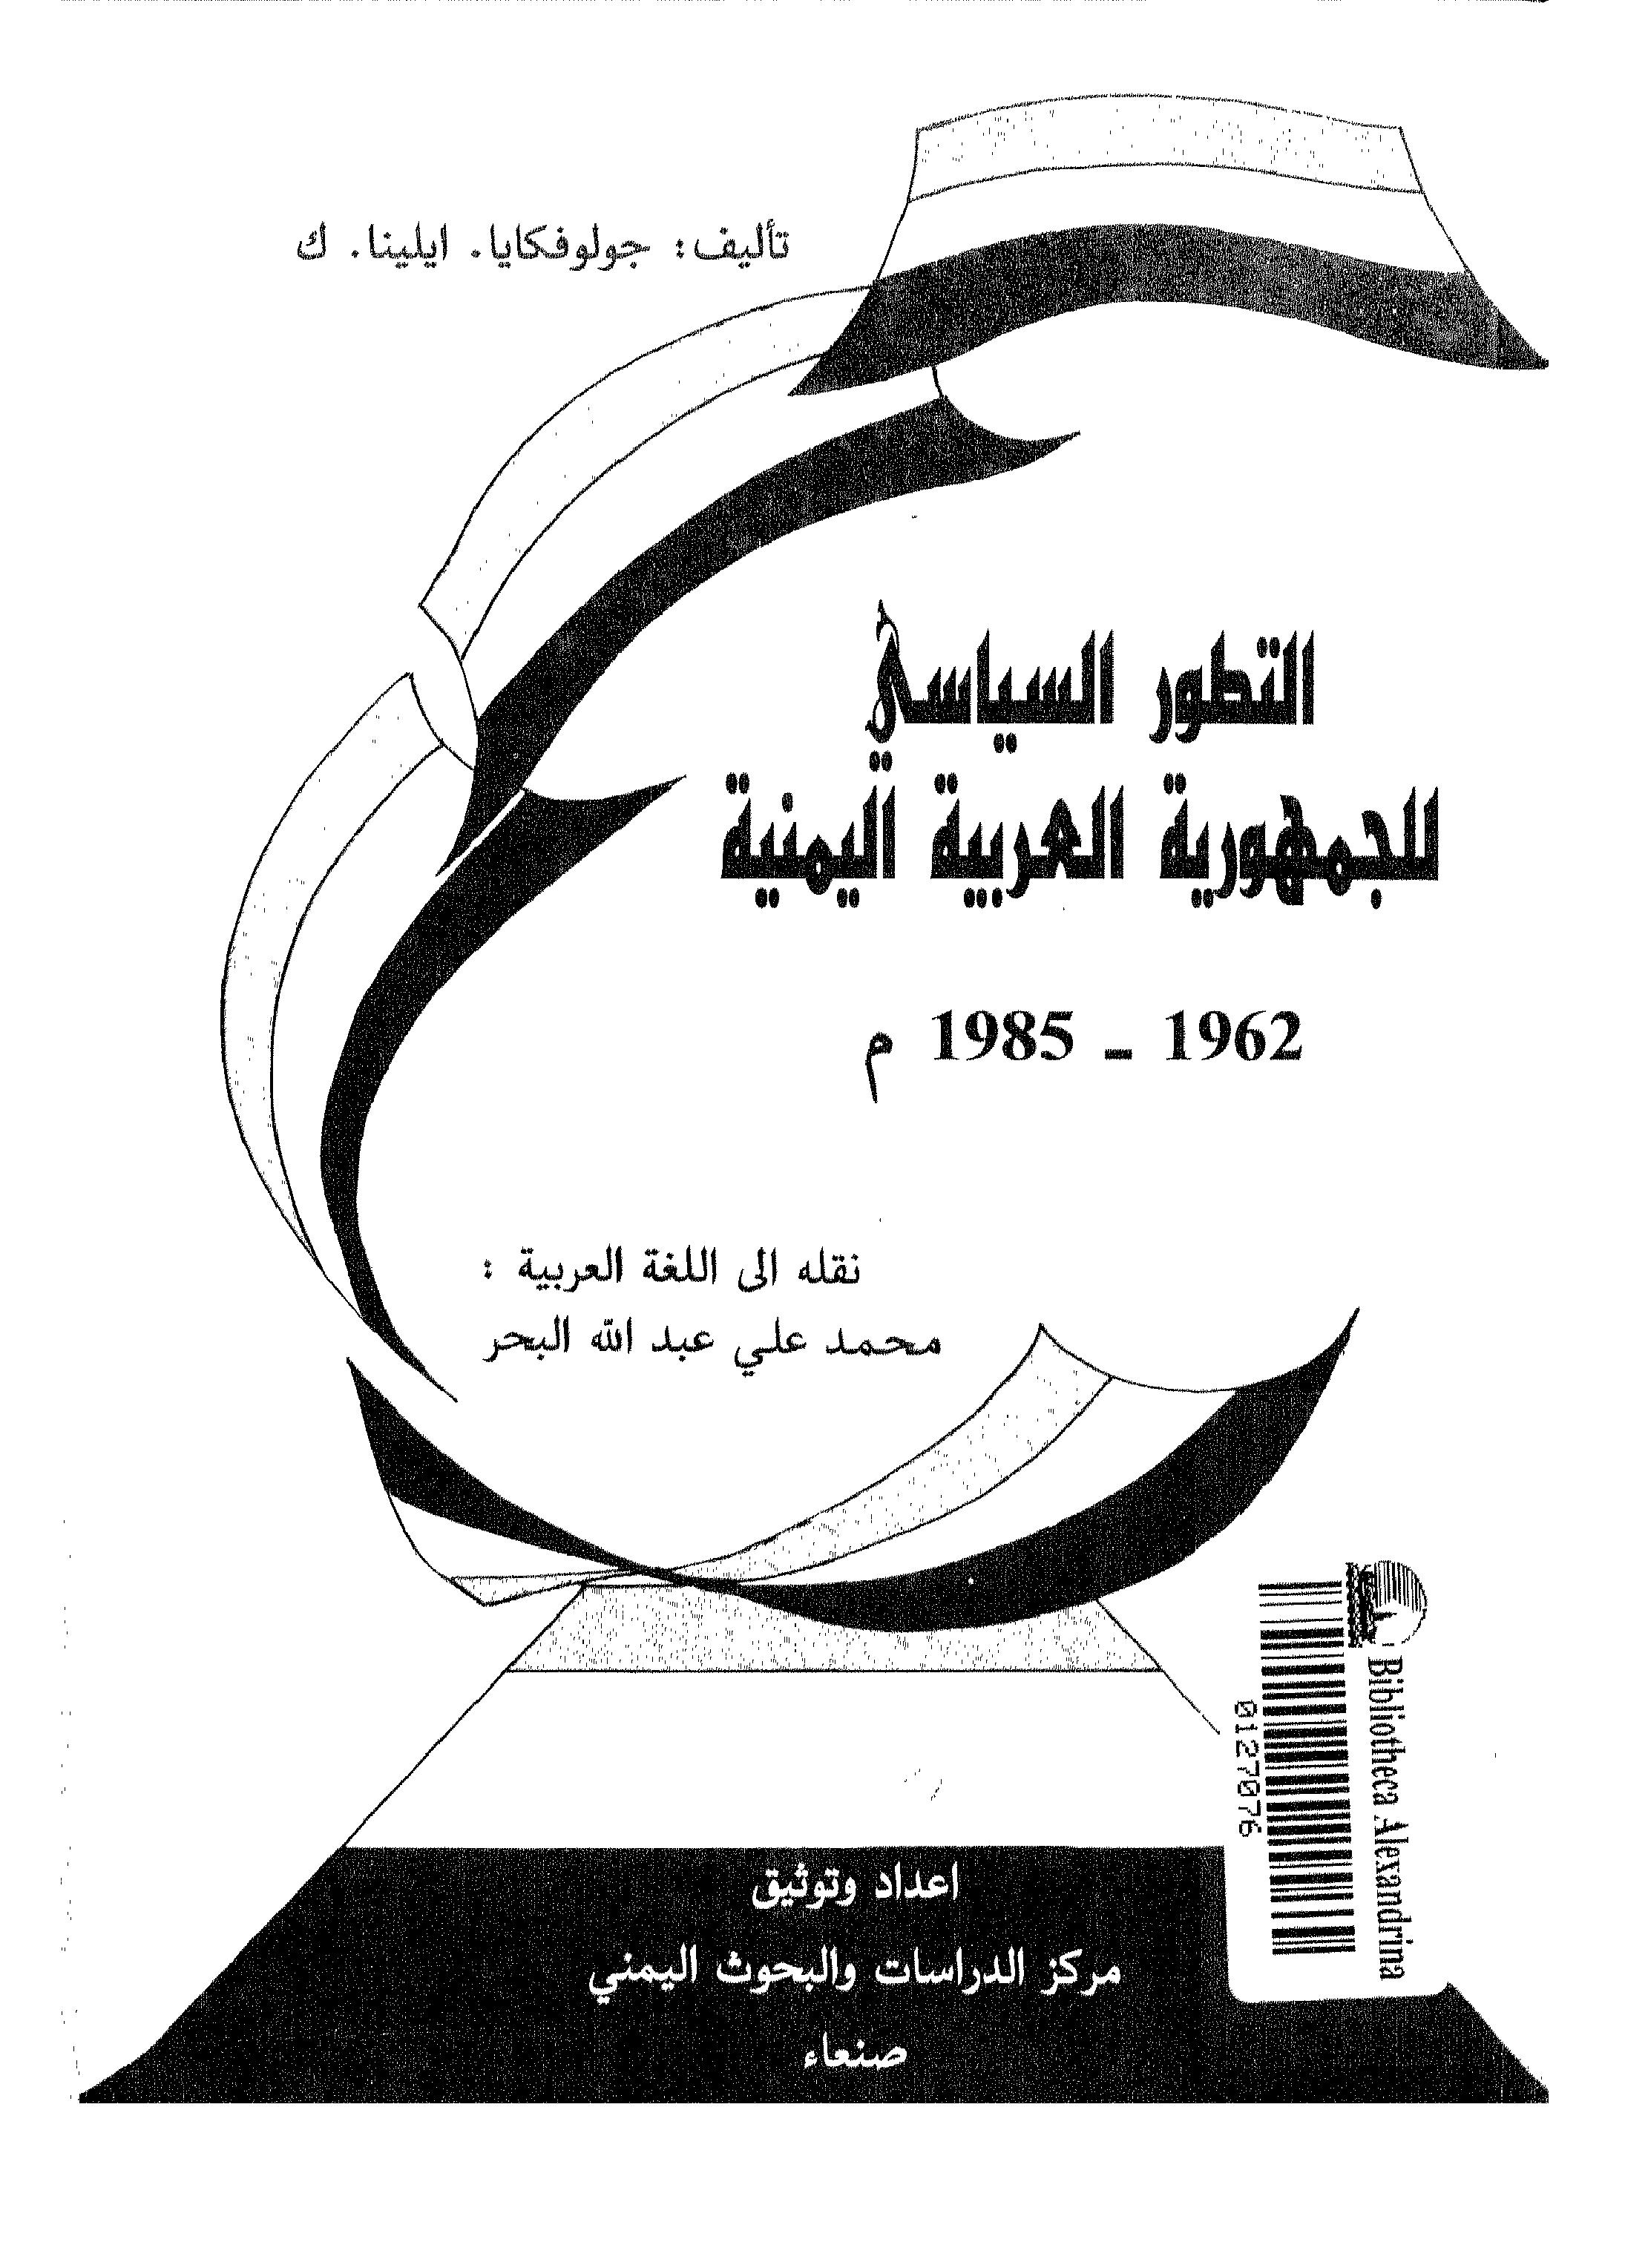 تأليف: جولوفكايا. ايلينا. ك
التطور السياسي
للجمهورية العربية اليمنية
1962 ـ 1985 م
نقله الى اللغة العربية :
محمد علي عبد الله البحر
Bibliotheca Alexandrina
0127076
اعداد وتوثيق
مركز الدراسات والبحوث اليمني
صنعاء